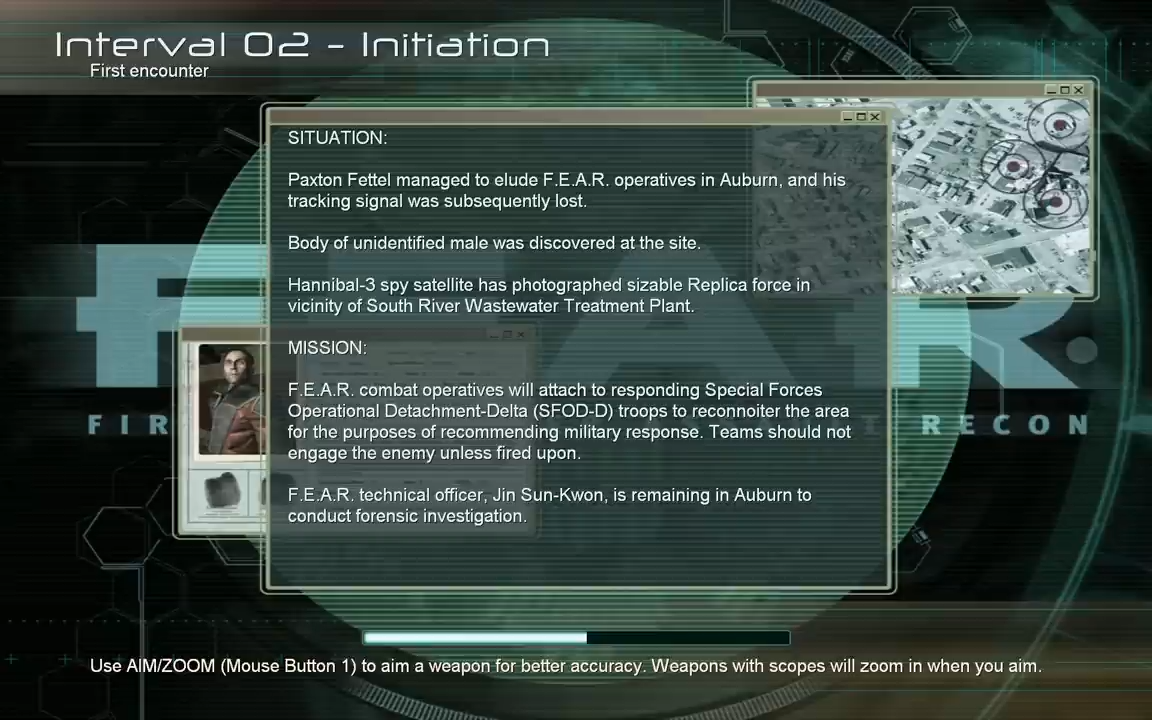 Interval 02 - Initiation
First encounter
SITUATION:
Paxton Fettel managed to elude F.E.A.R. operatives in Auburn, and his
tracking signal was subsequently lost.
Body of unidentified male was discovered at the site.
Hannibal-3 spy satellite has photographed sizable Replica force in
vicinity of South River Wastewater Treatment Plant.
MISSION:
F.E.A.R. combat operatives will attach to responding Special Forces
Operational Detachment-Delta (SFOD-D) troops to reconnoiter the area
for the purposes of recommending military response. Teams should not
engage the enemy unless fired upon.
F.E.A.R. technical officer, Jin Sun-Kwon, is remaining in Auburn to
conduct forensic investigation.
F.E.A.R.
FIR RECON
Use AIM/ZOOM (Mouse Button 1) to aim a weapon for better accuracy. Weapons with scopes will zoom in when you aim.